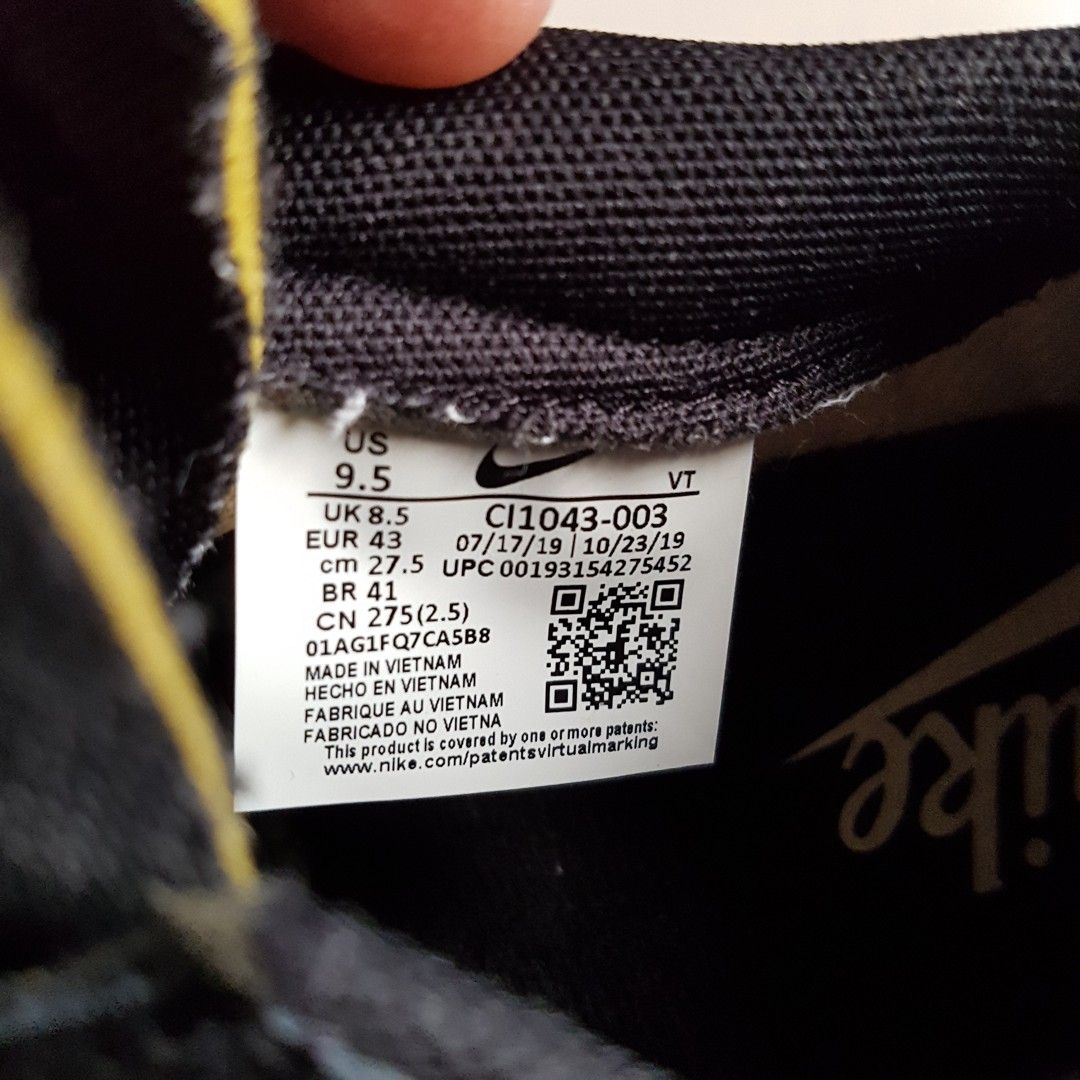 US
9.5
VT
UK 8.5
EUR 43
cm 27.5
BR 41
CN 275(2.5)
CI1043-003
07/17/19 | 10/23/19
UPC 00193154275452
01AG1FQ7CA5B8
MADE IN VIETNAM
HECHO EN VIETNAM
FABRIQUE AU VIETNAM
FABRICADO NO VIETNA
This product is covered by one or more patents:
www.nike.com/patentsvirtualmarking
nike